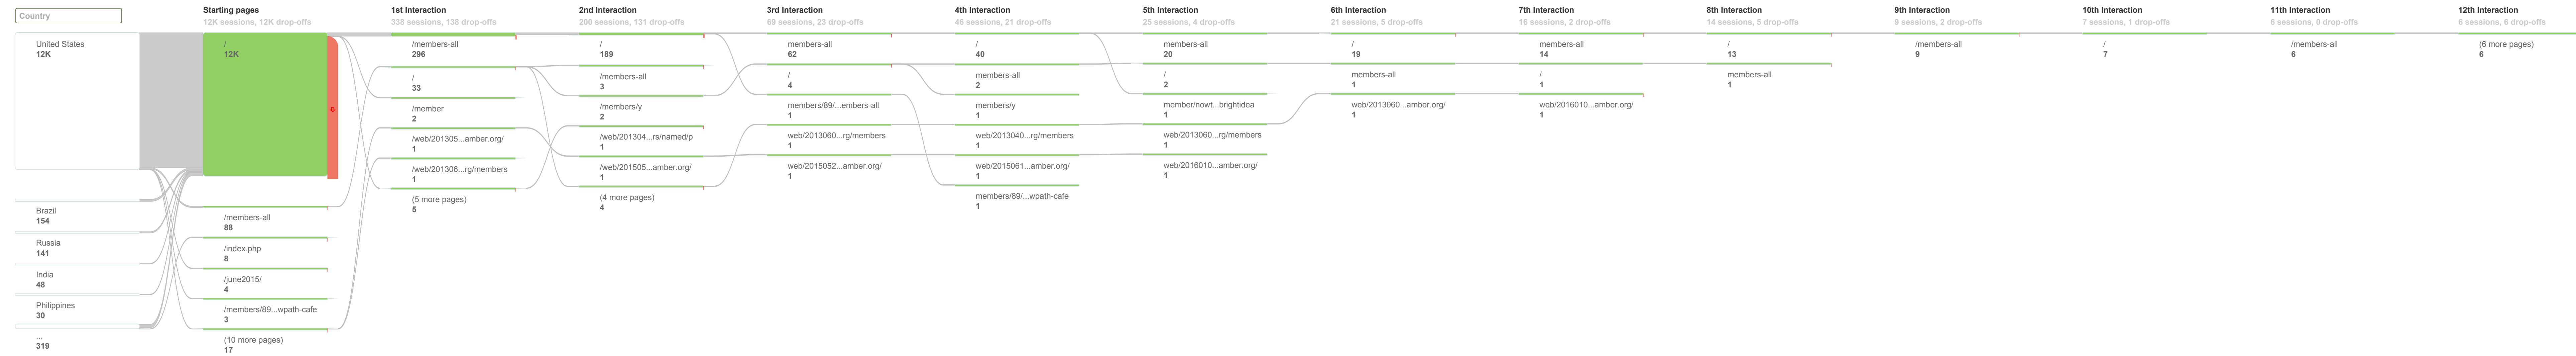 Country
United States
12K
Brazil
154
Russia
141
India
48
Philippines
30
...
319
Starting pages
12K sessions, 12K drop-offs
/
12K
G
/members-all
88
/index.php
8
/june2015/
4
/members/89...wpath-cafe
3
(10 more pages)
17
1st Interaction
338 sessions, 138 drop-offs
/members-all
296
/
33
/member
2
/web/201305...amber.org/
1
/web/201306...rg/members
1
(5 more pages)
5
2nd Interaction
200 sessions, 131 drop-offs
/
189
/members-all
3
/members/y
2
/web/201304...rs/named/p
1
/web/201505...amber.org/
1
(4 more pages)
4
3rd Interaction
69 sessions, 23 drop-offs
members-all
62
/
4
members/89/...embers-all
1
web/2013060...rg/members
1
web/2015052...amber.org/
1
4th Interaction
46 sessions, 21 drop-offs
/
40
members-all
2
members/y
1
web/2013040...rg/members
1
web/2015061...amber.org/
1
members/89/...wpath-cafe
1
5th Interaction
25 sessions, 4 drop-offs
members-all
20
/
2
member/nowt...brightidea
1
web/2013060...rg/members
1
web/2016010...amber.org/
1
6th Interaction
21 sessions, 5 drop-offs
/
19
members-all
1
web/2013060...amber.org/
1
7th Interaction
16 sessions, 2 drop-offs
members-all
14
/
1
web/2016010...amber.org/
1
8th Interaction
14 sessions, 5 drop-offs
/
13
members-all
1
9th Interaction
9 sessions, 2 drop-offs
/members-all
9
10th Interaction
7 sessions, 1 drop-offs
/
7
11th Interaction
6 sessions, 0 drop-offs
/members-all
6
12th Interaction
6 sessions, 6 drop-offs
(6 more pages)
6